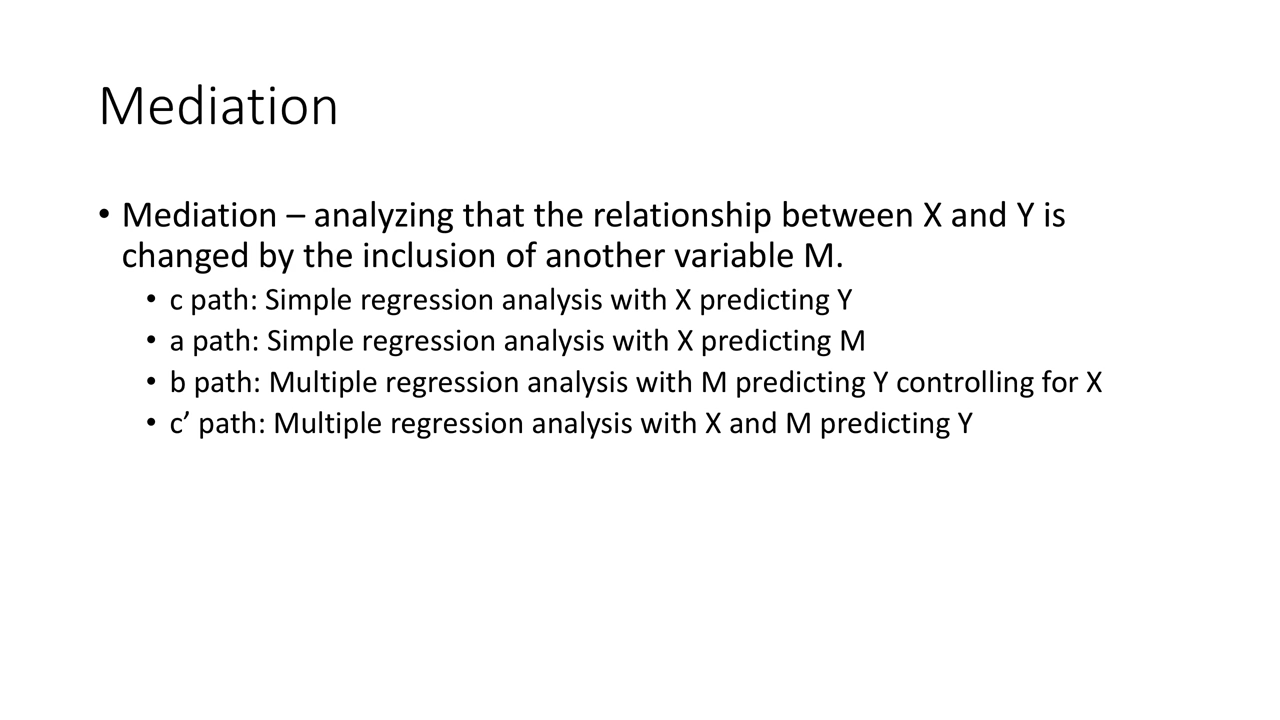 Mediation
• Mediation – analyzing that the relationship between X and Y is
changed by the inclusion of another variable M.
• c path: Simple regression analysis with X predicting Y
• a path: Simple regression analysis with X predicting M
• b path: Multiple regression analysis with M predicting Y controlling for X
• c’ path: Multiple regression analysis with X and M predicting Y